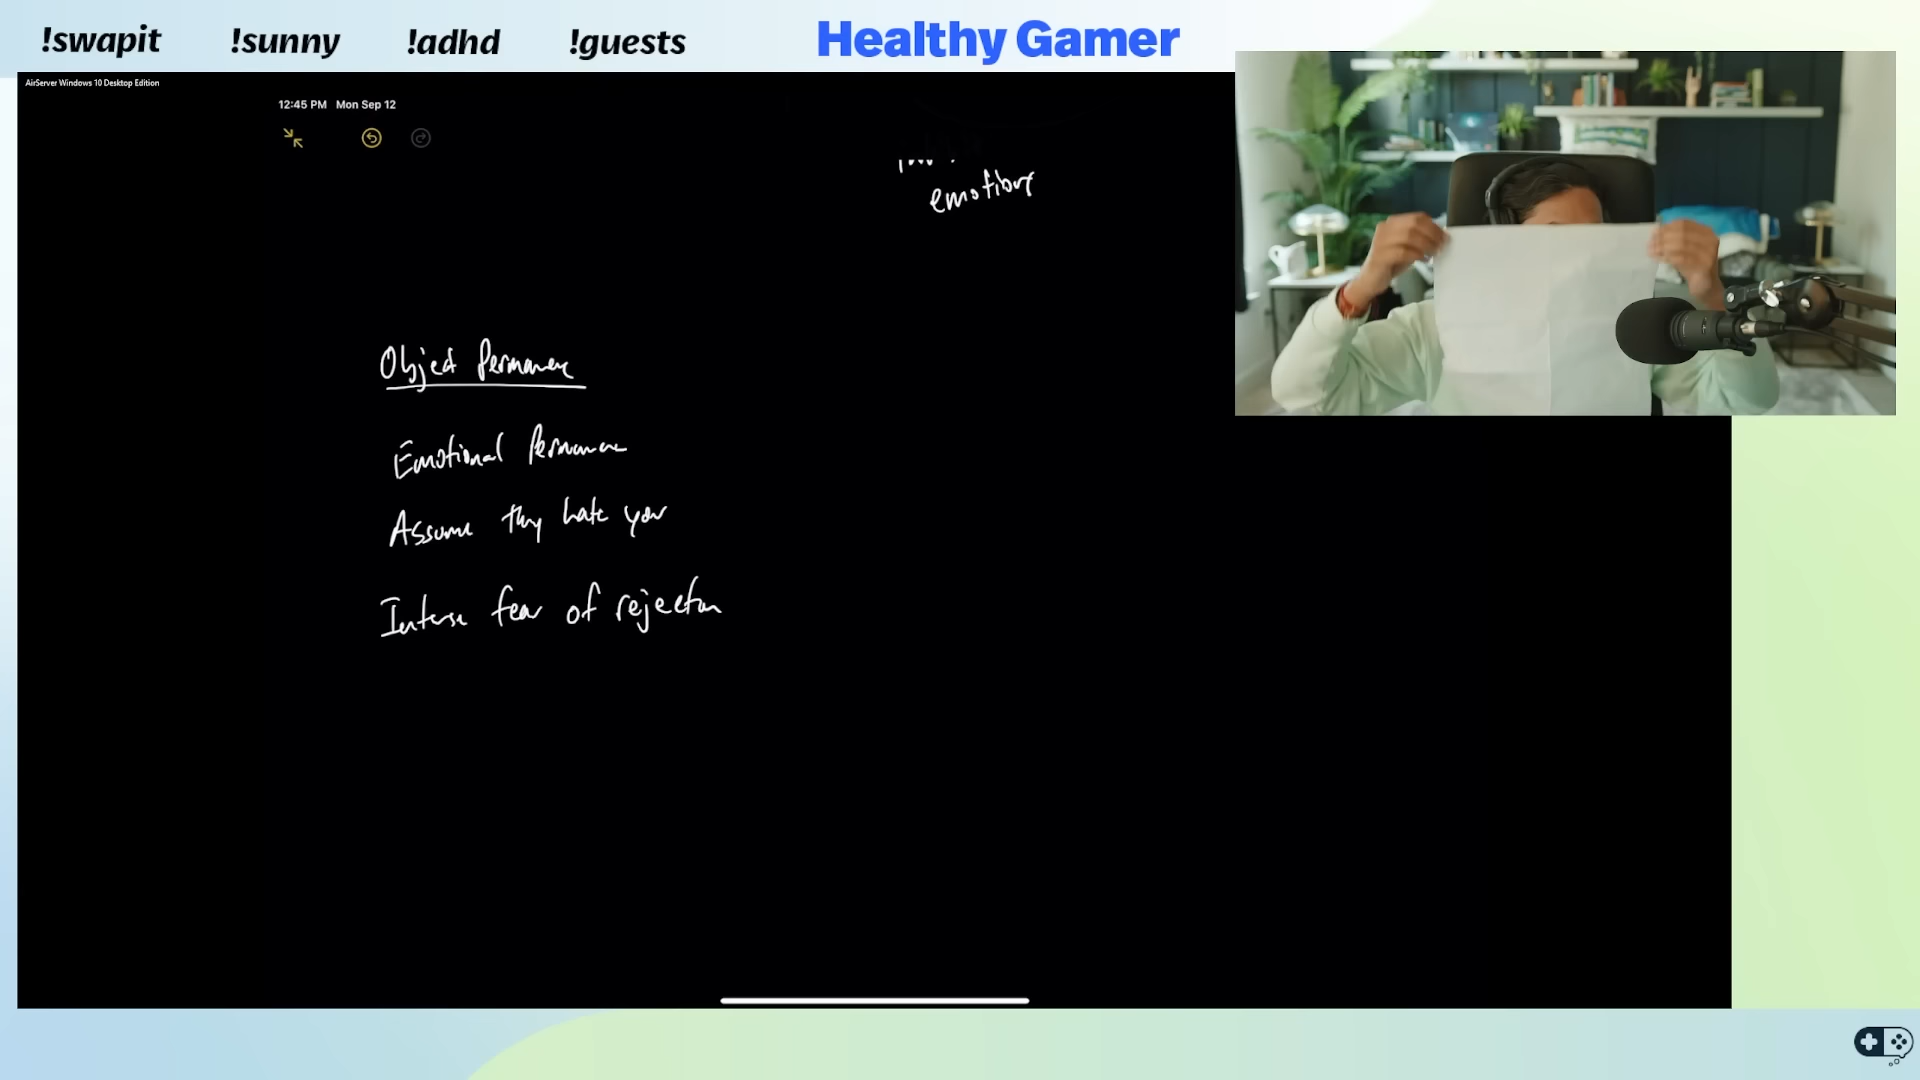 !swapit !sunny !adhd !guests Healthy Gamer
AirServer Windows 10 Desktop Edition
12:45 PM Mon Sep 12
emotions
Object Permanence
Emotional Permanence
Assume they hate you
Intense fear of rejection